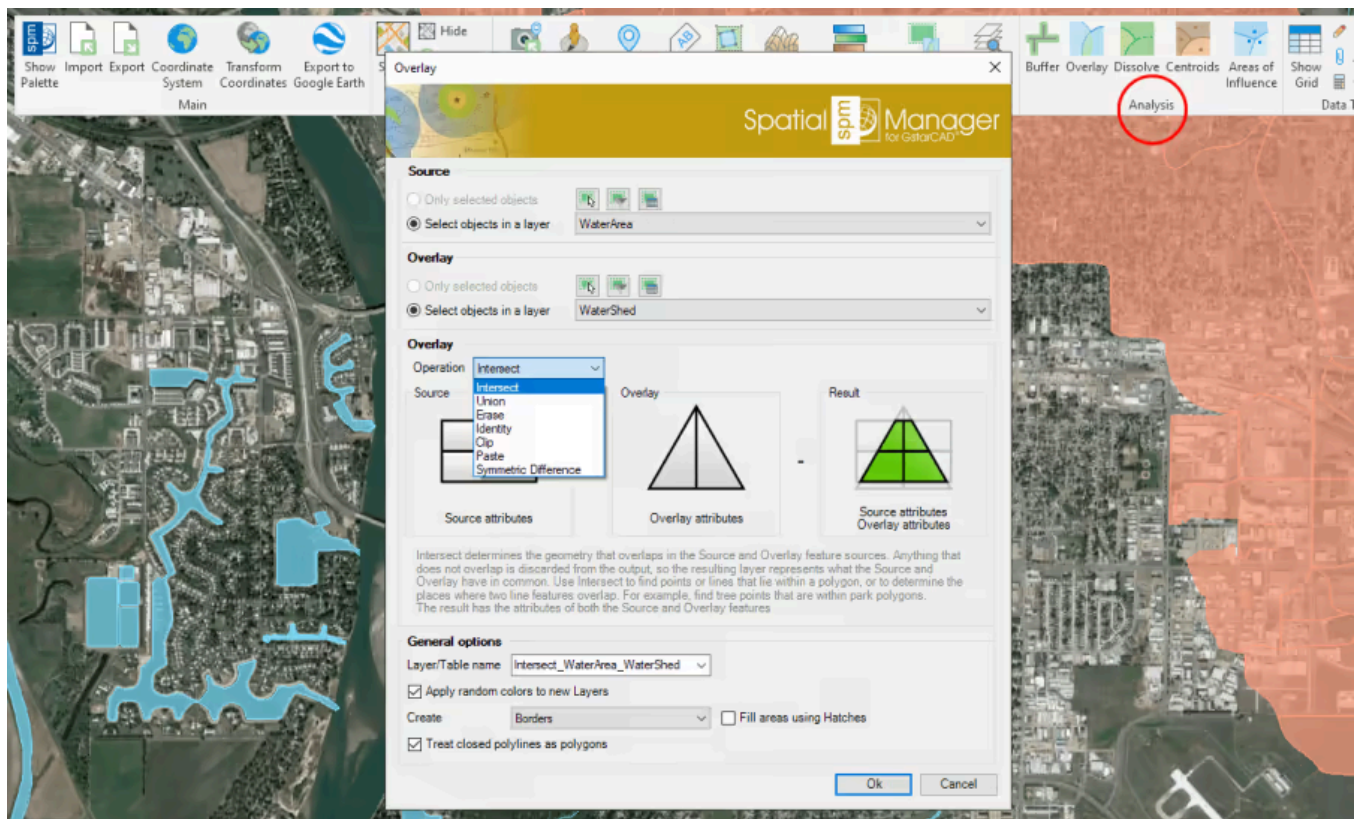 Hide
Show Palette
Import
Export
Coordinate System
Transform Coordinates
Export to Google Earth
S
Main
Buffer
Overlay
Dissolve
Centroids
Areas of Influence
Show Grid
Analysis
Data T
Overlay
Spatial spm Manager
for GstarCAD
Source
Only selected objects
Select objects in a layer
WaterArea
Overlay
Only selected objects
Select objects in a layer
WaterShed
Overlay
Operation
Intersect
Intersect
Union
Erase
Identity
Clip
Paste
Symmetric Difference
Source
Overlay
Result
-
Source attributes
Overlay attributes
Source attributes
Overlay attributes
Intersect determines the geometry that overlaps in the Source and Overlay feature sources. Anything that
does not overlap is discarded from the output, so the resulting layer represents what the Source and
Overlay have in common. Use Intersect to find points or lines that lie within a polygon, or to determine the
places where two line features overlap. For example, find tree points that are within park polygons.
The result has the attributes of both the Source and Overlay features
General options
Layer/Table name
Intersect_WaterArea_WaterShed
Apply random colors to new Layers
Create
Borders
Fill areas using Hatches
Treat closed polylines as polygons
Ok
Cancel